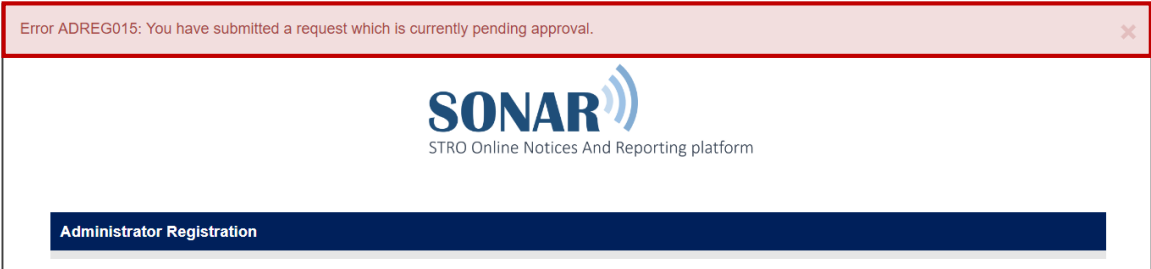 Error ADREG015: You have submitted a request which is currently pending approval.
SONAR
STRO Online Notices And Reporting platform
Administrator Registration